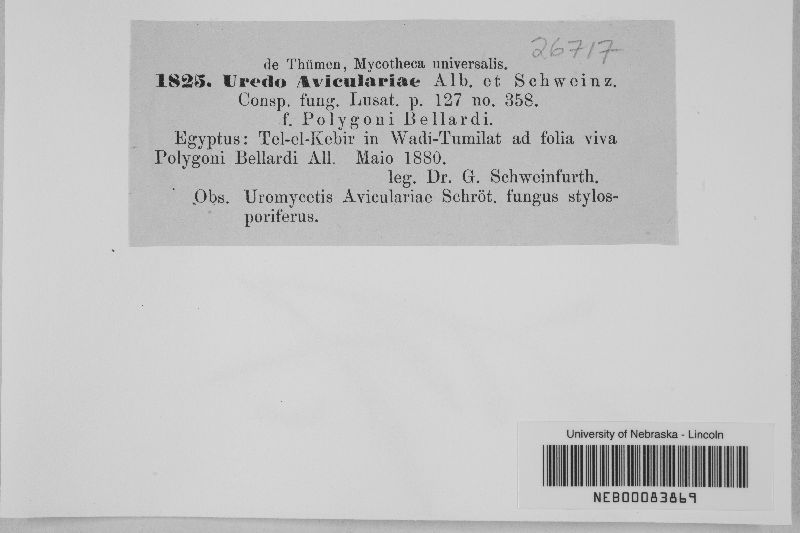 26717
de Thümen, Mycotheca universalis.
1825. Uredo Aviculariae Alb. et Schweinz.
Consp. fung. Lusat. p. 127 no. 358.
f. Polygoni Bellardi.
Egyptus: Tel-el-Kebir in Wadi-Tumilat ad folia viva
Polygoni Bellardi All. Maio 1880.
leg. Dr. G. Schweinfurth.
Obs. Uromycetis Aviculariae Schröt. fungus stylos-
poriferus.
University of Nebraska - Lincoln
NEB00083869